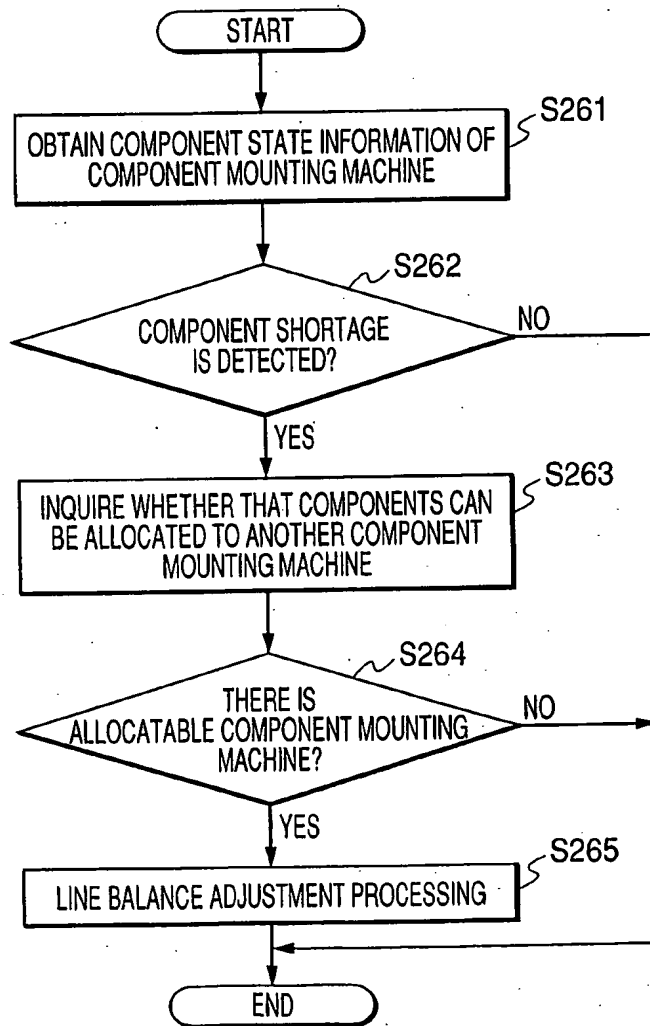 START
S261
OBTAIN COMPONENT STATE INFORMATION OF
COMPONENT MOUNTING MACHINE
S262
COMPONENT SHORTAGE
IS DETECTED?
NO
YES
S263
INQUIRE WHETHER THAT COMPONENTS CAN
BE ALLOCATED TO ANOTHER COMPONENT
MOUNTING MACHINE
S264
THERE IS
ALLOCATABLE COMPONENT MOUNTING
MACHINE?
NO
YES
S265
LINE BALANCE ADJUSTMENT PROCESSING
END